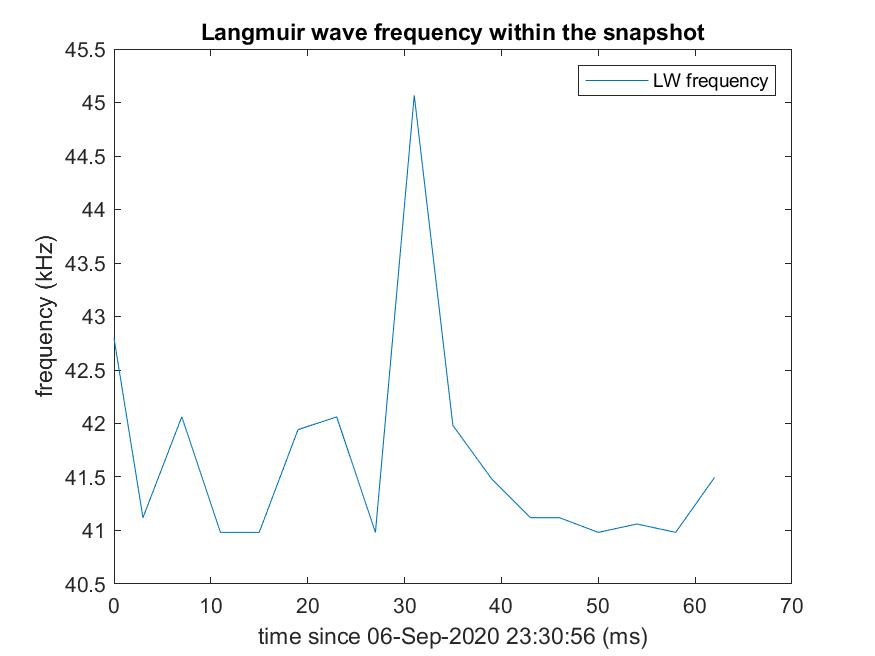 Langmuir wave frequency within the snapshot
45.5
45
44.5
44
43.5
43
42.5
42
41.5
41
40.5
frequency (kHz)
LW frequency
0 10 20 30 40 50 60 70
time since 06-Sep-2020 23:30:56 (ms)